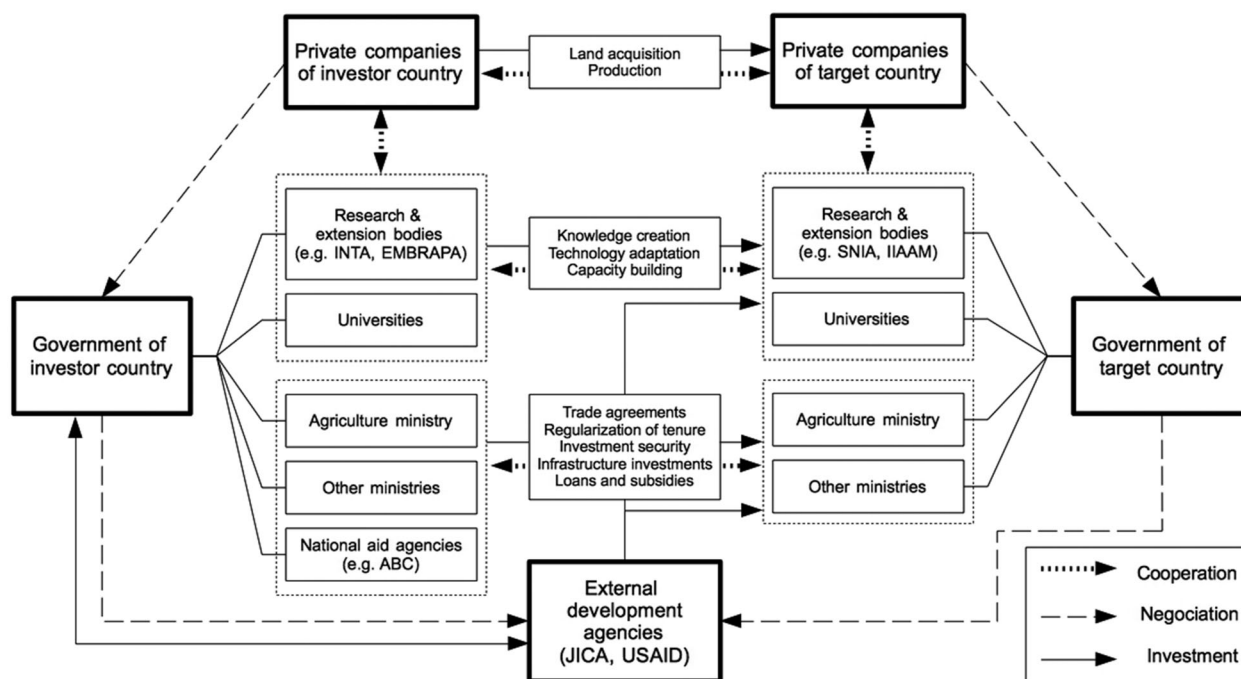 Private companies
of investor country
Land acquisition
Production
Private companies
of target country
Research &
extension bodies
(e.g. INTA, EMBRAPA)
Knowledge creation
Technology adaptation
Capacity building
Research &
extension bodies
(e.g. SNIA, IIAAM)
Universities
Universities
Government of
investor country
Government of
target country
Agriculture ministry
Trade agreements
Regularization of tenure
Investment security
Infrastructure investments
Loans and subsidies
Agriculture ministry
Other ministries
Other ministries
National aid agencies
(e.g. ABC)
External
development
agencies
(JICA, USAID)
Cooperation
Negociation
Investment